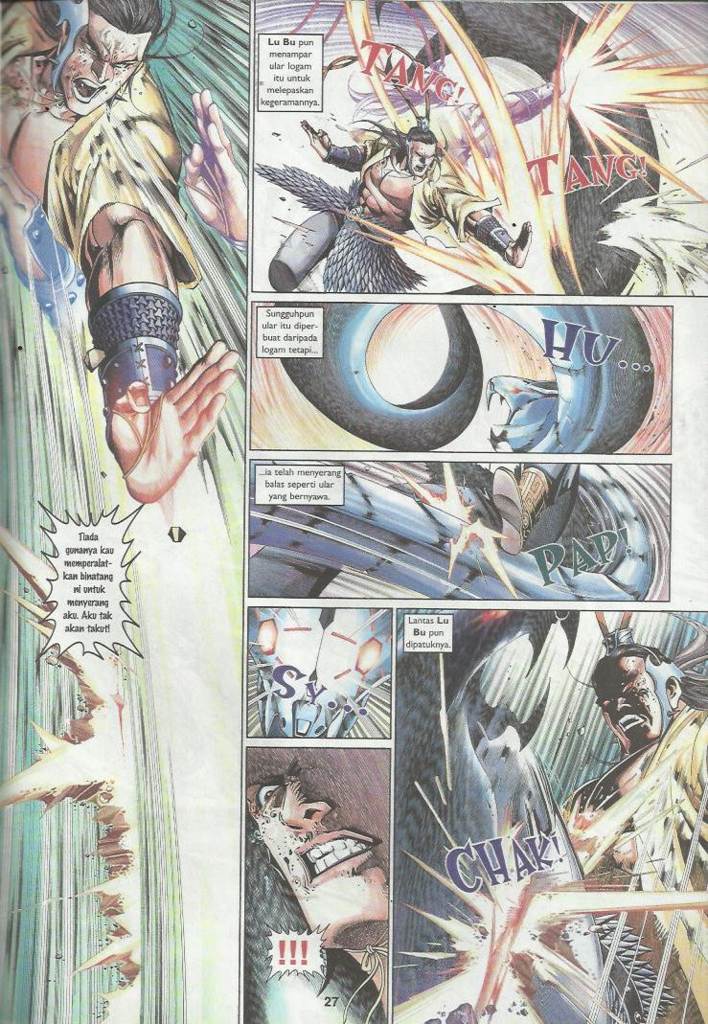 Tiada
gunanya kau
memperalat-
kan binatang
ni untuk
menyerang
aku. Aku tak
akan takut!
Lu Bu pun
menampar
ular logam
itu untuk
melepaskan
kegeramannya.
TANG!
TANG!
Sungguhpun
ular itu diper-
buat daripada
logam tetapi...
HU...
...ia telah menyerang
balas seperti ular
yang bernyawa.
PAP!
SY...
!!!
Lantas Lu
Bu pun
dipatuknya.
CHAK!
27